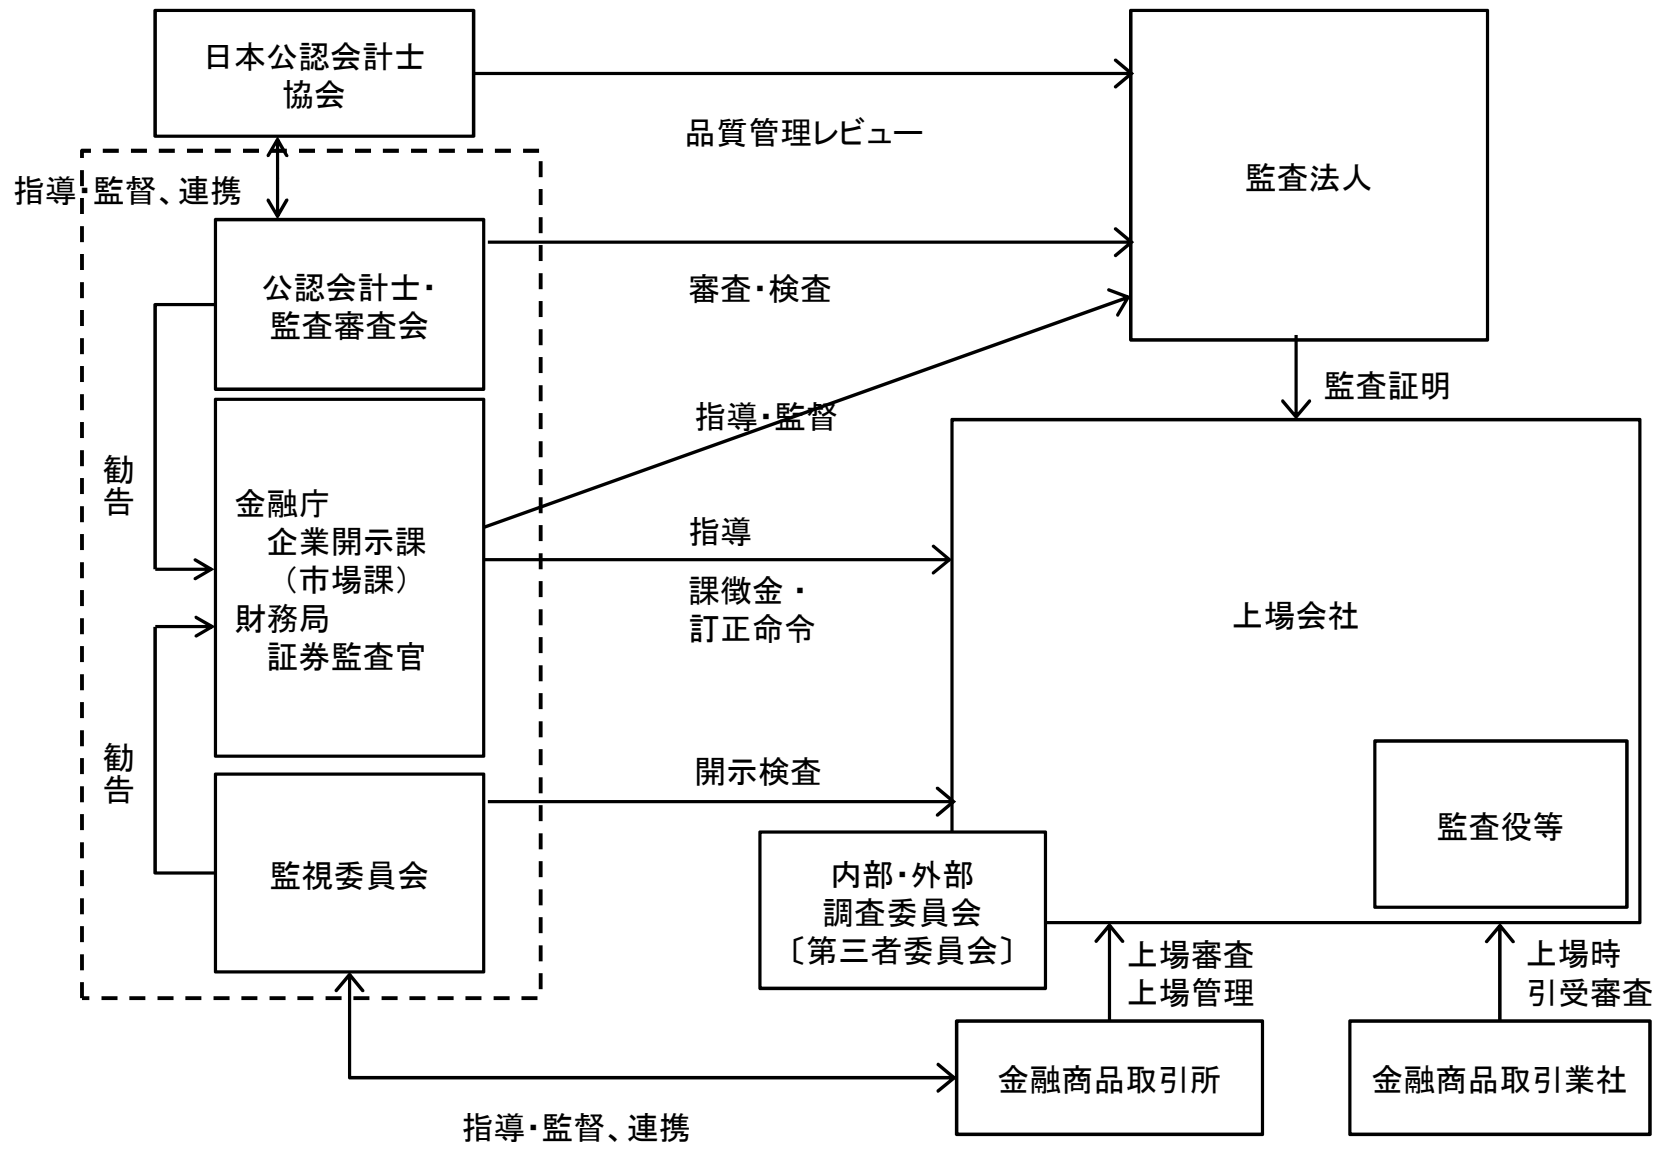 日本公認会計士
協会
品質管理レビュー
監査法人
指導・監督、連携
公認会計士・
監査審査会
審査・検査
監査証明
指導・監督
勧告
金融庁
企業開示課
（市場課）
財務局
証券監査官
指導
課徴金・
訂正命令
上場会社
勧告
開示検査
監視委員会
監査役等
内部・外部
調査委員会
〔第三者委員会〕
上場審査
上場管理
上場時
引受審査
金融商品取引所
金融商品取引業社
指導・監督、連携